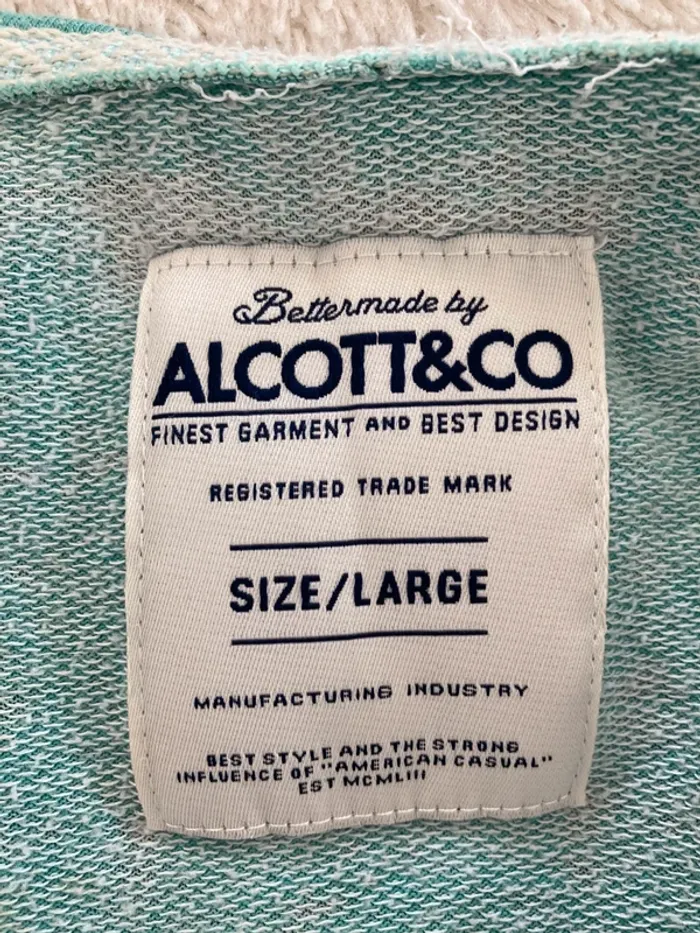 Bettermade by
ALCOTT&CO
FINEST GARMENT AND BEST DESIGN
REGISTERED TRADE MARK
SIZE/LARGE
MANUFACTURING INDUSTRY
BEST STYLE AND THE STRONG
INFLUENCE OF "AMERICAN CASUAL"
EST MCMLIII